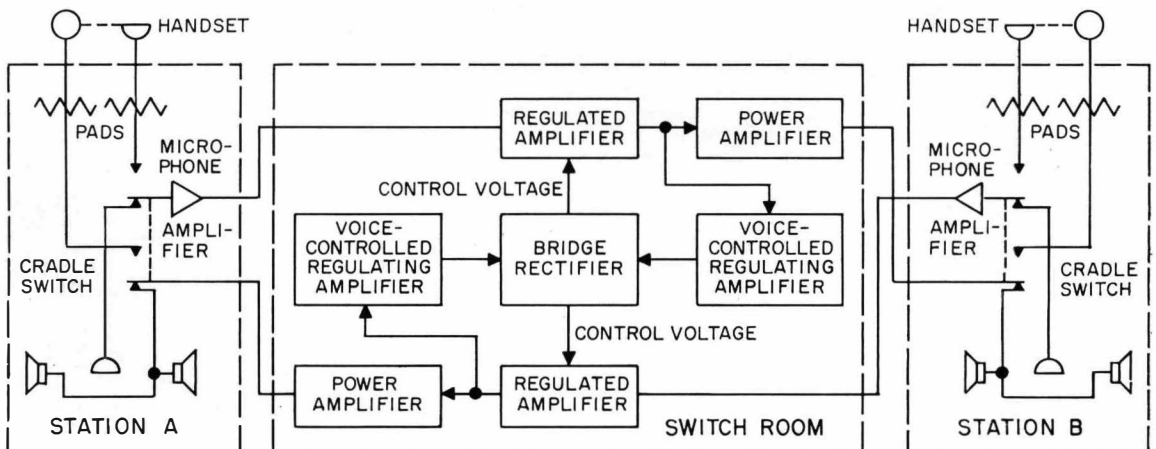 HANDSET
PADS
MICRO-
PHONE
AMPLI-
FIER
CRADLE
SWITCH
STATION A
REGULATED
AMPLIFIER
POWER
AMPLIFIER
CONTROL VOLTAGE
VOICE-
CONTROLLED
REGULATING
AMPLIFIER
BRIDGE
RECTIFIER
VOICE-
CONTROLLED
REGULATING
AMPLIFIER
CONTROL VOLTAGE
POWER
AMPLIFIER
REGULATED
AMPLIFIER
SWITCH ROOM
HANDSET
PADS
MICRO-
PHONE
AMPLI-
FIER
CRADLE
SWITCH
STATION B